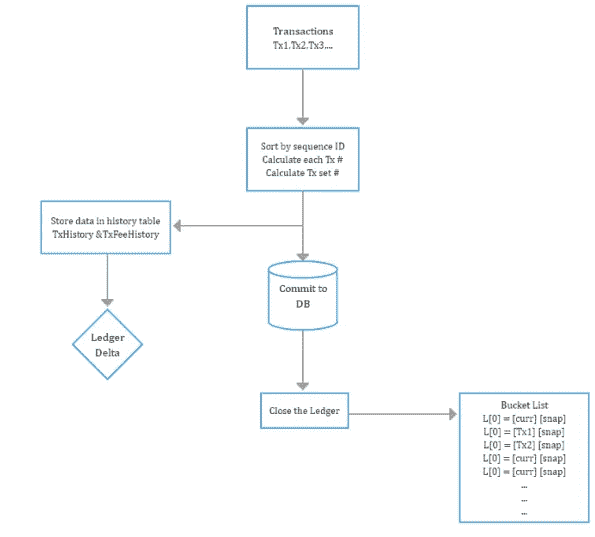 Transactions
Tx1.Tx2.Tx3....
Sort by sequence ID
Calculate each Tx #
Calculate Tx set #
Store data in history table
TxHistory &TxFeeHistory
Ledger
Delta
Commit to
DB
Close the Ledger
Bucket List
L[0] = [curr} [snap]
L[0] = [Tx1] [snap]
L[0] = [Tx2] [snap]
L[0] = [curr} [snap]
L[0] = [curr} [snap]
...
...
...